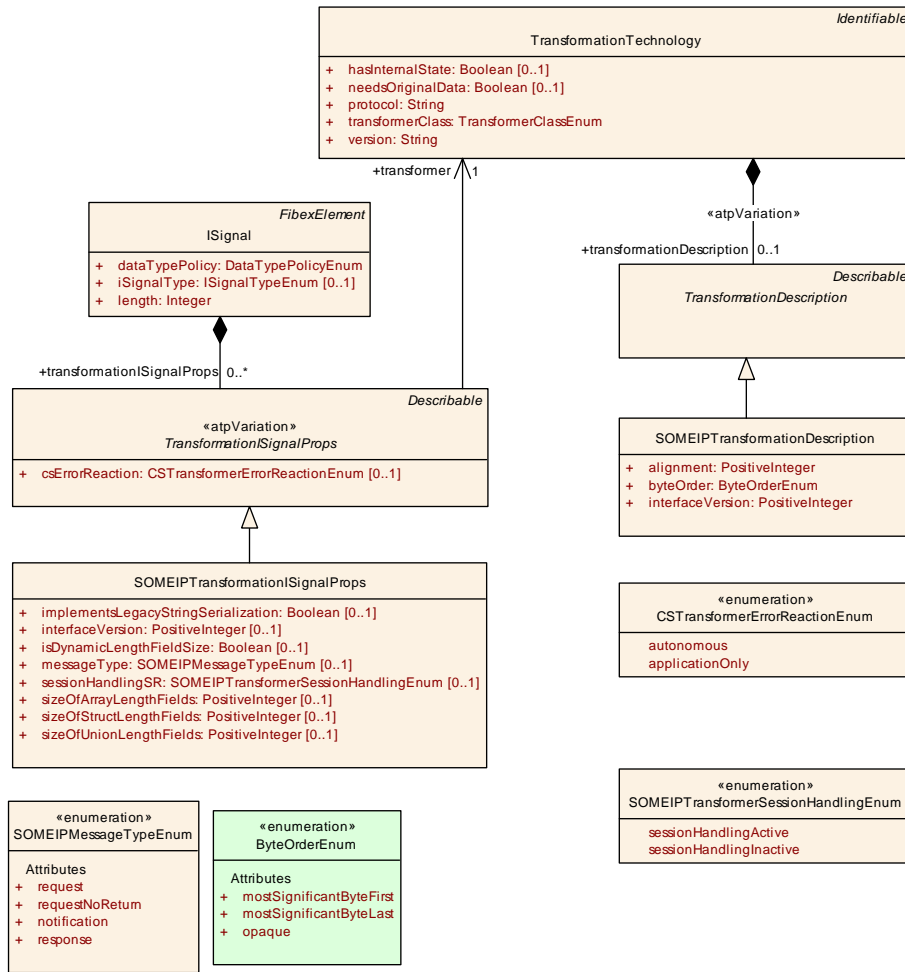 Identifiable
TransformationTechnology
+ hasInternalState: Boolean [0..1]
+ needsOriginalData: Boolean [0..1]
+ protocol: String
+ transformerClass: TransformerClassEnum
+ version: String
+transformer 1
«atpVariation»
+transformationDescription 0..1
FibexElement
ISignal
+ dataTypePolicy: DataTypePolicyEnum
+ iSignalType: ISignalTypeEnum [0..1]
+ length: Integer
+transformationISignalProps 0..*
Describable
TransformationDescription
Describable
«atpVariation»
TransformationISignalProps
+ csErrorReaction: CSTransformerErrorReactionEnum [0..1]
SOMEIPTransformationDescription
+ alignment: PositiveInteger
+ byteOrder: ByteOrderEnum
+ interfaceVersion: PositiveInteger
SOMEIPTransformationISignalProps
+ implementsLegacyStringSerialization: Boolean [0..1]
+ interfaceVersion: PositiveInteger [0..1]
+ isDynamicLengthFieldSize: Boolean [0..1]
+ messageType: SOMEIPMessageTypeEnum [0..1]
+ sessionHandlingSR: SOMEIPTransformerSessionHandlingEnum [0..1]
+ sizeOfArrayLengthFields: PositiveInteger [0..1]
+ sizeOfStructLengthFields: PositiveInteger [0..1]
+ sizeOfUnionLengthFields: PositiveInteger [0..1]
«enumeration»
CSTransformerErrorReactionEnum
autonomous
applicationOnly
«enumeration»
SOMEIPTransformerSessionHandlingEnum
sessionHandlingActive
sessionHandlingInactive
«enumeration»
SOMEIPMessageTypeEnum
Attributes
+ request
+ requestNoReturn
+ notification
+ response
«enumeration»
ByteOrderEnum
Attributes
+ mostSignificantByteFirst
+ mostSignificantByteLast
+ opaque